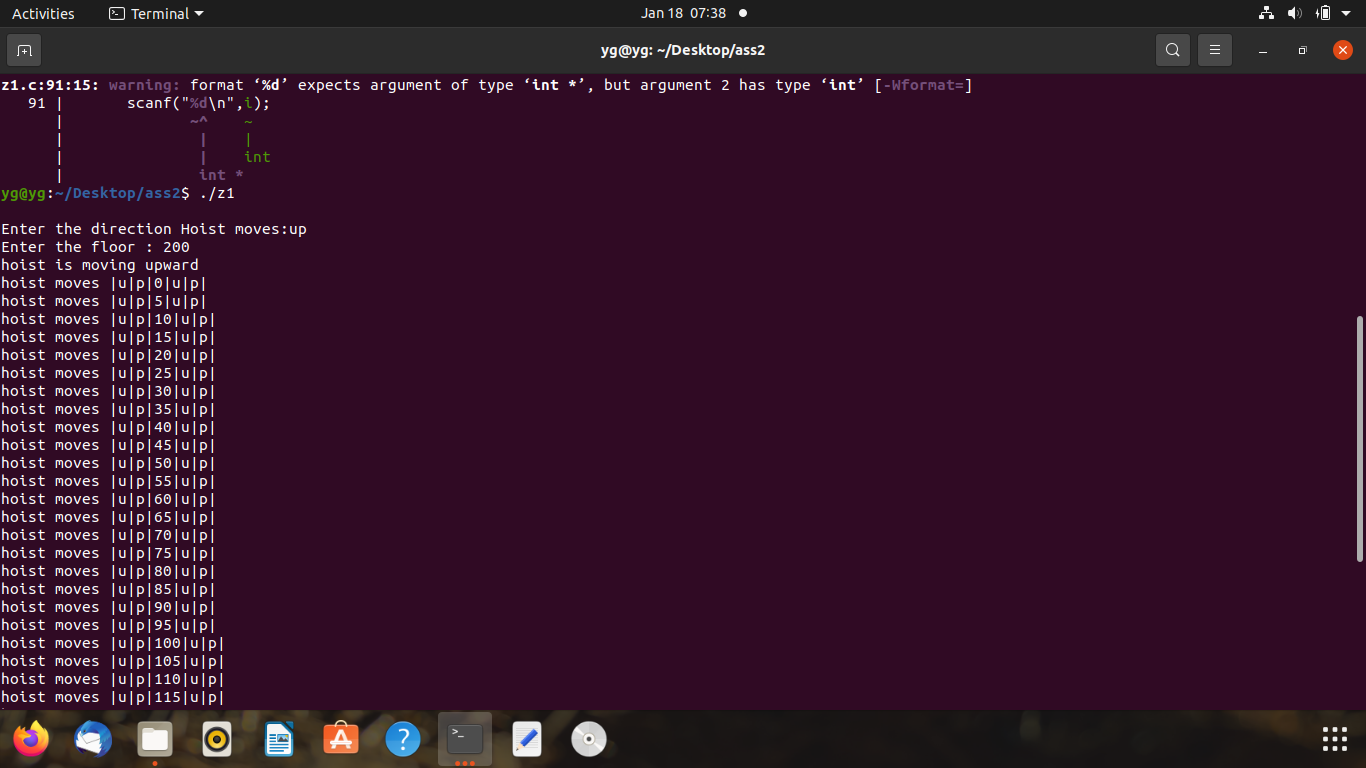 Activities Terminal Jan 18 07:38
yg@yg: ~/Desktop/ass2
z1.c:91:15: warning: format ‘%d’ expects argument of type ‘int *’, but argument 2 has type ‘int’ [-Wformat=]
   91 |       scanf("%d\n",i);
      |              ~^    ~
      |               |    |
      |               |    int
      |               int *
yg@yg:~/Desktop/ass2$ ./z1
Enter the direction Hoist moves:up
Enter the floor : 200
hoist is moving upward
hoist moves |u|p|0|u|p|
hoist moves |u|p|5|u|p|
hoist moves |u|p|10|u|p|
hoist moves |u|p|15|u|p|
hoist moves |u|p|20|u|p|
hoist moves |u|p|25|u|p|
hoist moves |u|p|30|u|p|
hoist moves |u|p|35|u|p|
hoist moves |u|p|40|u|p|
hoist moves |u|p|45|u|p|
hoist moves |u|p|50|u|p|
hoist moves |u|p|55|u|p|
hoist moves |u|p|60|u|p|
hoist moves |u|p|65|u|p|
hoist moves |u|p|70|u|p|
hoist moves |u|p|75|u|p|
hoist moves |u|p|80|u|p|
hoist moves |u|p|85|u|p|
hoist moves |u|p|90|u|p|
hoist moves |u|p|95|u|p|
hoist moves |u|p|100|u|p|
hoist moves |u|p|105|u|p|
hoist moves |u|p|110|u|p|
hoist moves |u|p|115|u|p|